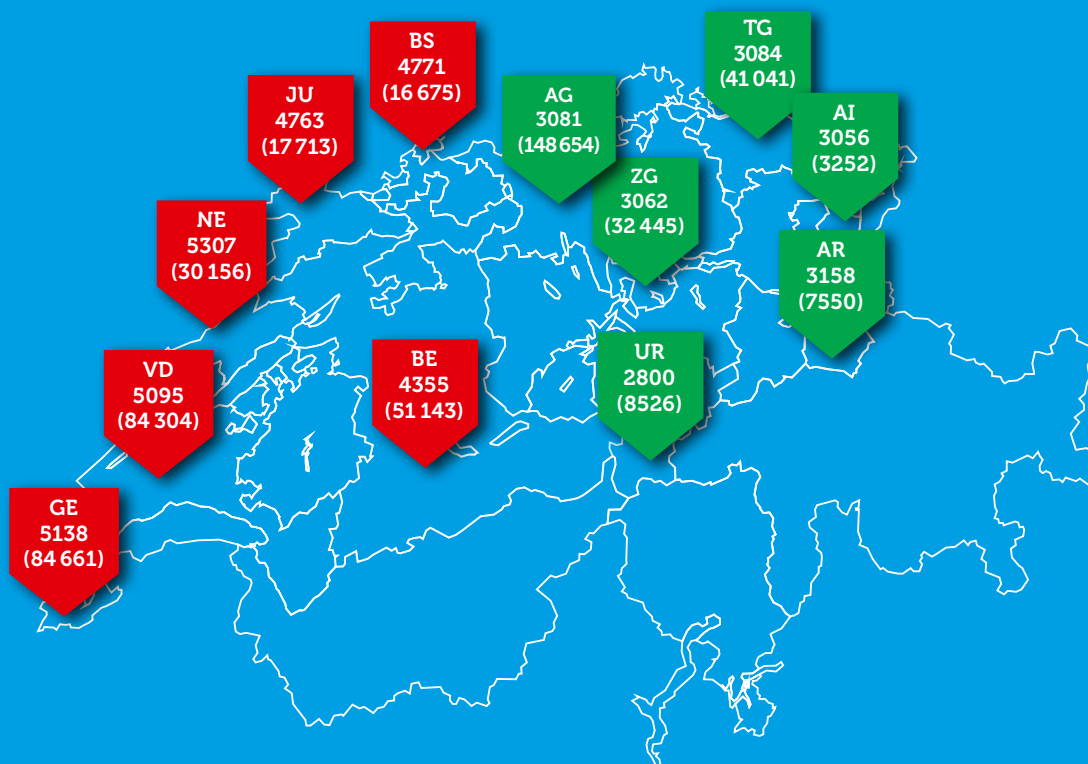 BS
4771
(16 675)
TG
3084
(41 041)
JU
4763
(17 713)
AG
3081
(148 654)
AI
3056
(3252)
ZG
3062
(32 445)
NE
5307
(30 156)
AR
3158
(7550)
VD
5095
(84 304)
BE
4355
(51 143)
UR
2800
(8526)
GE
5138
(84 661)